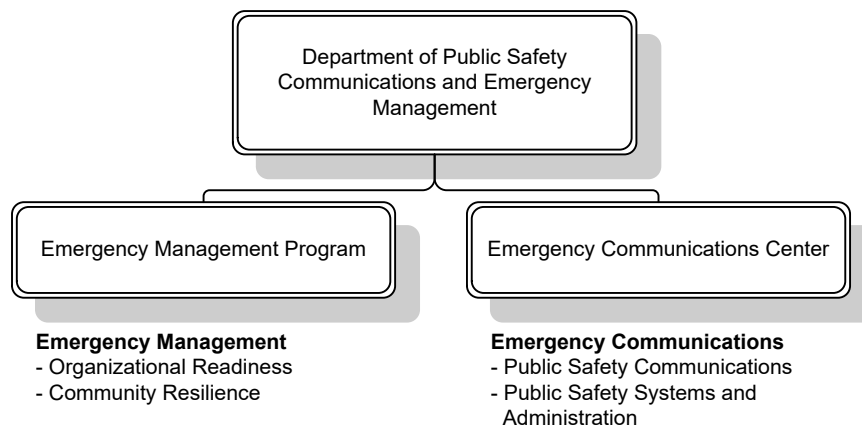 Department of Public Safety
Communications and Emergency
Management
Emergency Management Program
Emergency Communications Center
Emergency Management
- Organizational Readiness
- Community Resilience
Emergency Communications
- Public Safety Communications
- Public Safety Systems and
Administration